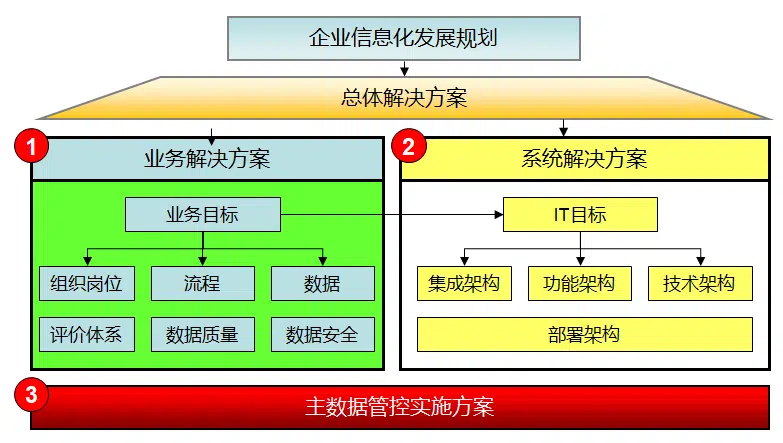 企业信息化发展规划
总体解决方案
1
业务解决方案
2
系统解决方案
业务目标
IT目标
组织岗位
流程
数据
集成架构
功能架构
技术架构
评价体系
数据质量
数据安全
部署架构
3
主数据管控实施方案